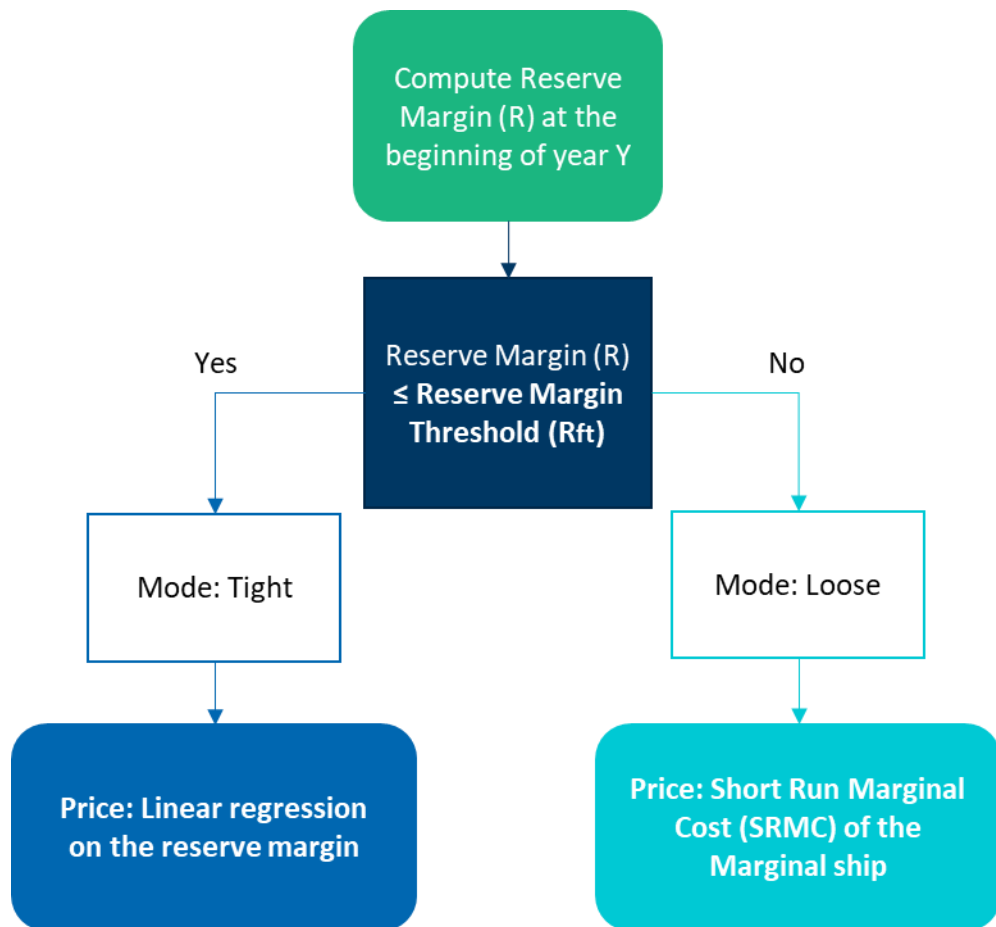 Compute Reserve
Margin (R) at the
beginning of year Y
Reserve Margin (R)
≤ Reserve Margin
Threshold (Rft)
Yes
No
Mode: Tight
Mode: Loose
Price: Linear regression
on the reserve margin
Price: Short Run Marginal
Cost (SRMC) of the
Marginal ship